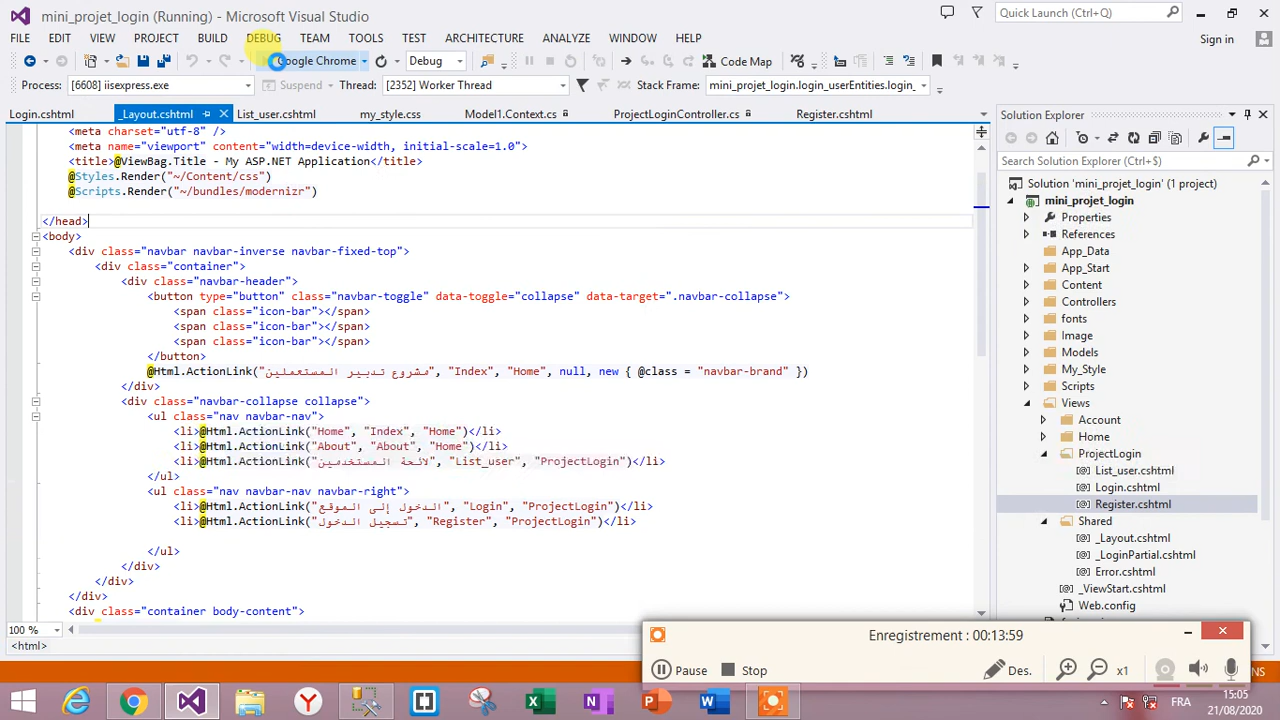 mini_projet_login (Running) - Microsoft Visual Studio
Quick Launch (Ctrl+Q)
FILE EDIT VIEW PROJECT BUILD DEBUG TEAM TOOLS TEST ARCHITECTURE ANALYZE WINDOW HELP
Sign in
Google Chrome Debug Code Map
Process: [6608] iisexpress.exe Suspend Thread: [2352] Worker Thread Stack Frame: mini_projet_login.login_userEntities.login_
Login.cshtml _Layout.cshtml List_user.cshtml my_style.css Model1.Context.cs ProjectLoginController.cs Register.cshtml
<meta charset="utf-8" />
<meta name="viewport" content="width=device-width, initial-scale=1.0">
<title>@ViewBag.Title - My ASP.NET Application</title>
@Styles.Render("~/Content/css")
@Scripts.Render("~/bundles/modernizr")
</head>
<body>
<div class="navbar navbar-inverse navbar-fixed-top">
<div class="container">
<div class="navbar-header">
<button type="button" class="navbar-toggle" data-toggle="collapse" data-target=".navbar-collapse">
<span class="icon-bar"></span>
<span class="icon-bar"></span>
<span class="icon-bar"></span>
</button>
@Html.ActionLink("مشروع تدبير المستعملين", "Index", "Home", null, new { @class = "navbar-brand" })
</div>
<div class="navbar-collapse collapse">
<ul class="nav navbar-nav">
<li>@Html.ActionLink("Home", "Index", "Home")</li>
<li>@Html.ActionLink("About", "About", "Home")</li>
<li>@Html.ActionLink("لائحة المستخدمين", "List_user", "ProjectLogin")</li>
</ul>
<ul class="nav navbar-nav navbar-right">
<li>@Html.ActionLink("الدخول إلى الموقع", "Login", "ProjectLogin")</li>
<li>@Html.ActionLink("تسجيل الدخول", "Register", "ProjectLogin")</li>
</ul>
</div>
</div>
</div>
<div class="container body-content">
100 %
<html>
Solution Explorer
Search Solution Explorer (Ctrl+$)
Solution 'mini_projet_login' (1 project)
mini_projet_login
Properties
References
App_Data
App_Start
Content
Controllers
fonts
Image
Models
My_Style
Scripts
Views
Account
Home
ProjectLogin
List_user.cshtml
Login.cshtml
Register.cshtml
Shared
_Layout.cshtml
_LoginPartial.cshtml
Error.cshtml
_ViewStart.cshtml
Web.config
Enregistrement : 00:13:59
Pause Stop Des. x1
NS
FRA
15:05
21/08/2020